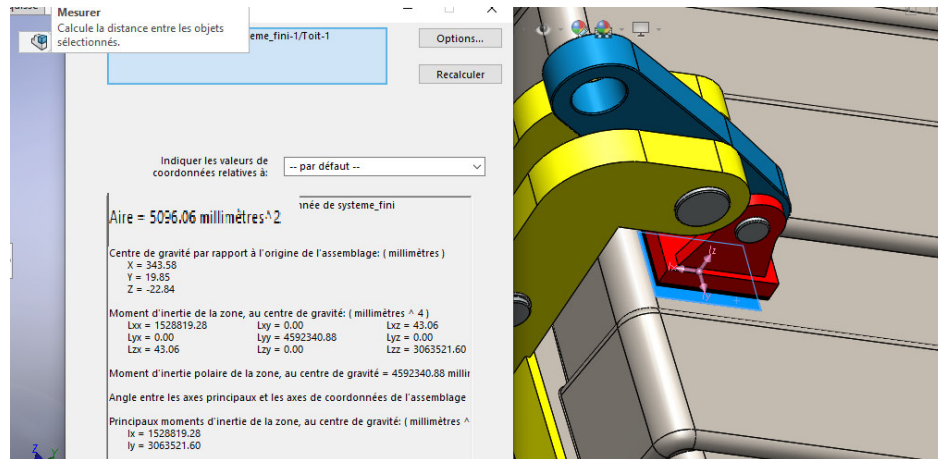 Mesurer
Calcule la distance entre les objets
sélectionnés.
eme_fini-1/Toit-1
Options...
Recalculer
Indiquer les valeurs de
coordonnées relatives à:
-- par défaut --
nnée de systeme_fini
Aire = 5096.06 millimètres^2
Centre de gravité par rapport à l'origine de l'assemblage: ( millimètres )
X = 343.58
Y = 19.85
Z = -22.84
Moment d'inertie de la zone, au centre de gravité: ( millimètres ^ 4 )
Lxx = 1528819.28 Lxy = 0.00 Lxz = 43.06
Lyx = 0.00 Lyy = 4592340.88 Lyz = 0.00
Lzx = 43.06 Lzy = 0.00 Lzz = 3063521.60
Moment d'inertie polaire de la zone, au centre de gravité = 4592340.88 millir
Angle entre les axes principaux et les axes de coordonnées de l'assemblage
Principaux moments d'inertie de la zone, au centre de gravité: ( millimètres ^
Ix = 1528819.28
Iy = 3063521.60
Iz
Ix
Iy
Z
Y